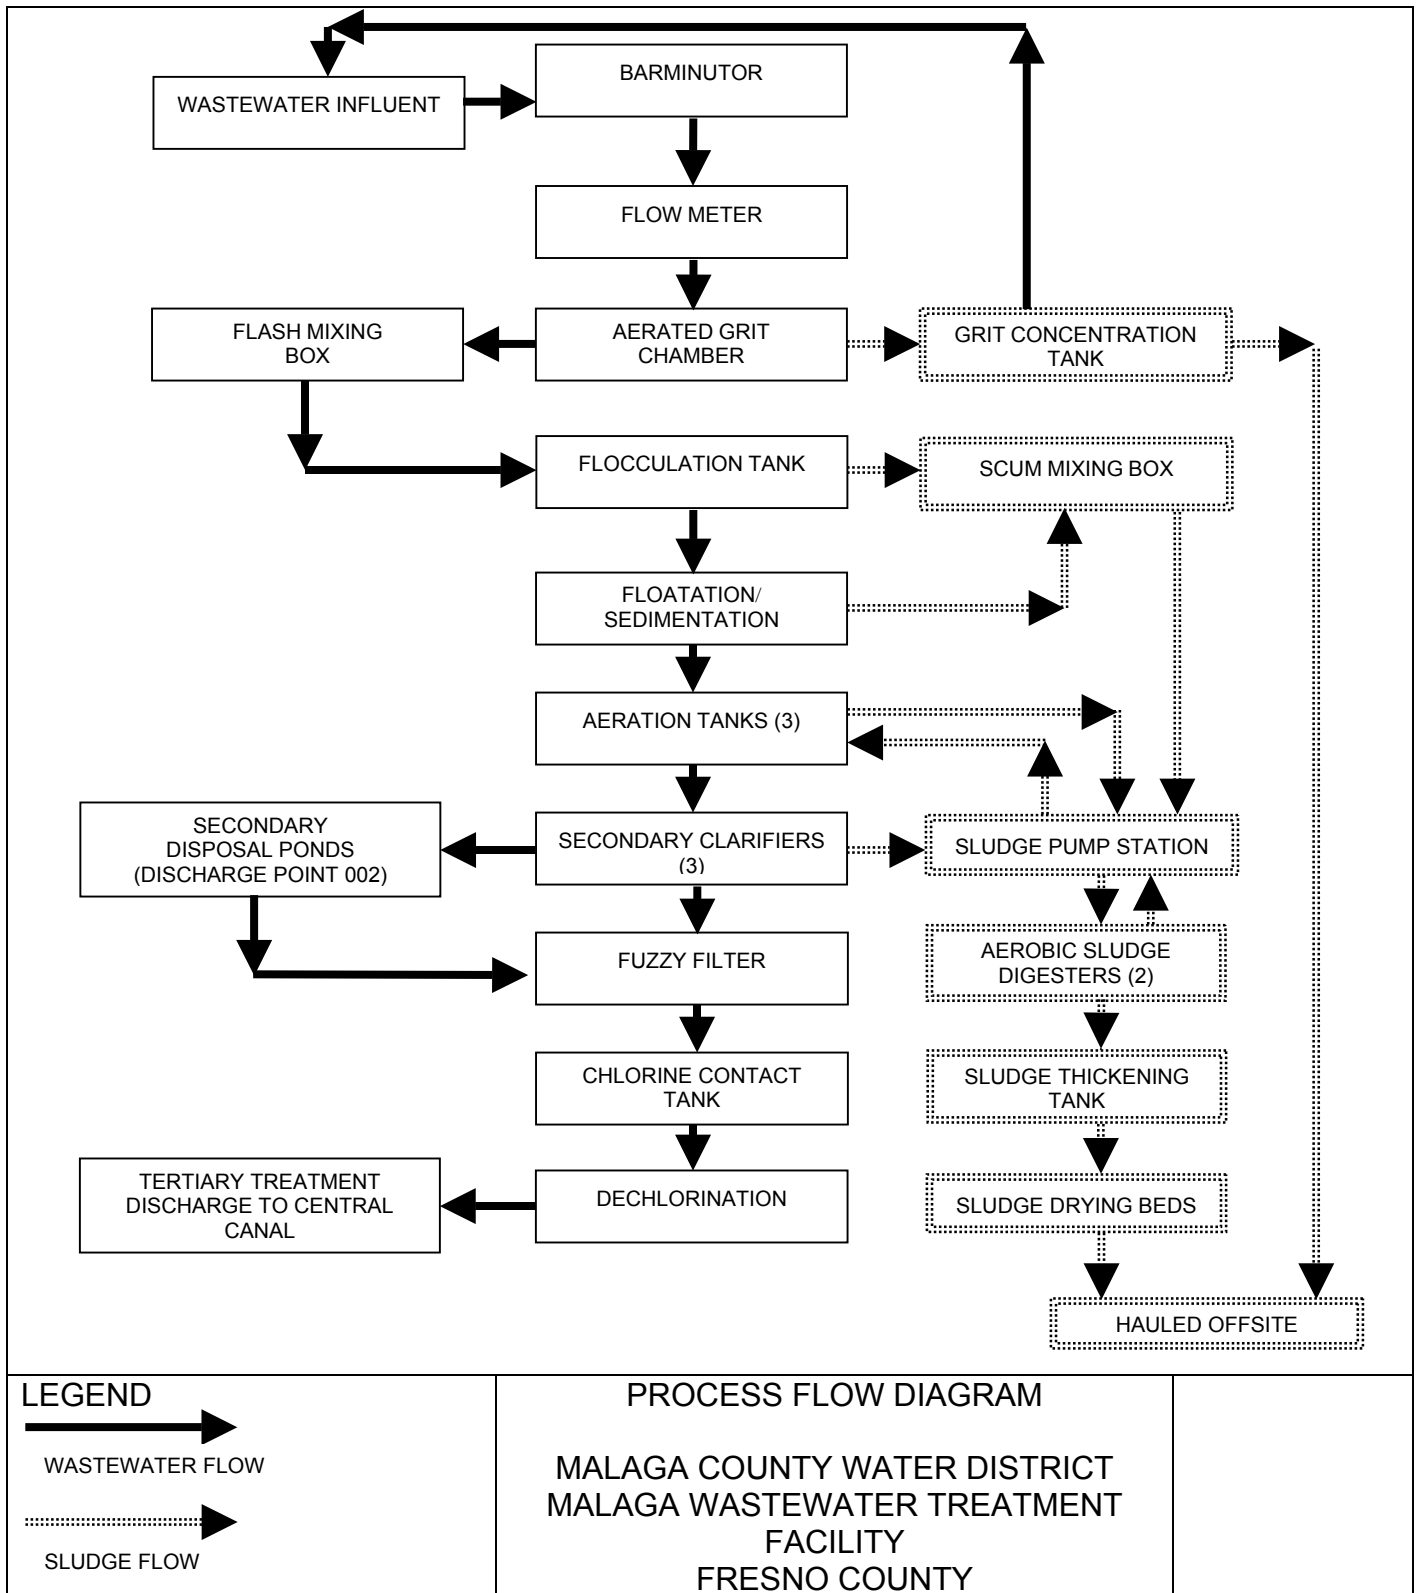 BARMINUTOR
WASTEWATER INFLUENT
FLOW METER
FLASH MIXING
BOX
AERATED GRIT
CHAMBER
GRIT CONCENTRATION
TANK
FLOCCULATION TANK
SCUM MIXING BOX
FLOATATION/
SEDIMENTATION
AERATION TANKS (3)
SECONDARY
DISPOSAL PONDS
(DISCHARGE POINT 002)
SECONDARY CLARIFIERS
(3)
SLUDGE PUMP STATION
FUZZY FILTER
AEROBIC SLUDGE
DIGESTERS (2)
CHLORINE CONTACT
TANK
SLUDGE THICKENING
TANK
TERTIARY TREATMENT
DISCHARGE TO CENTRAL
CANAL
DECHLORINATION
SLUDGE DRYING BEDS
HAULED OFFSITE
LEGEND
WASTEWATER FLOW
SLUDGE FLOW
PROCESS FLOW DIAGRAM
MALAGA COUNTY WATER DISTRICT
MALAGA WASTEWATER TREATMENT
FACILITY
FRESNO COUNTY